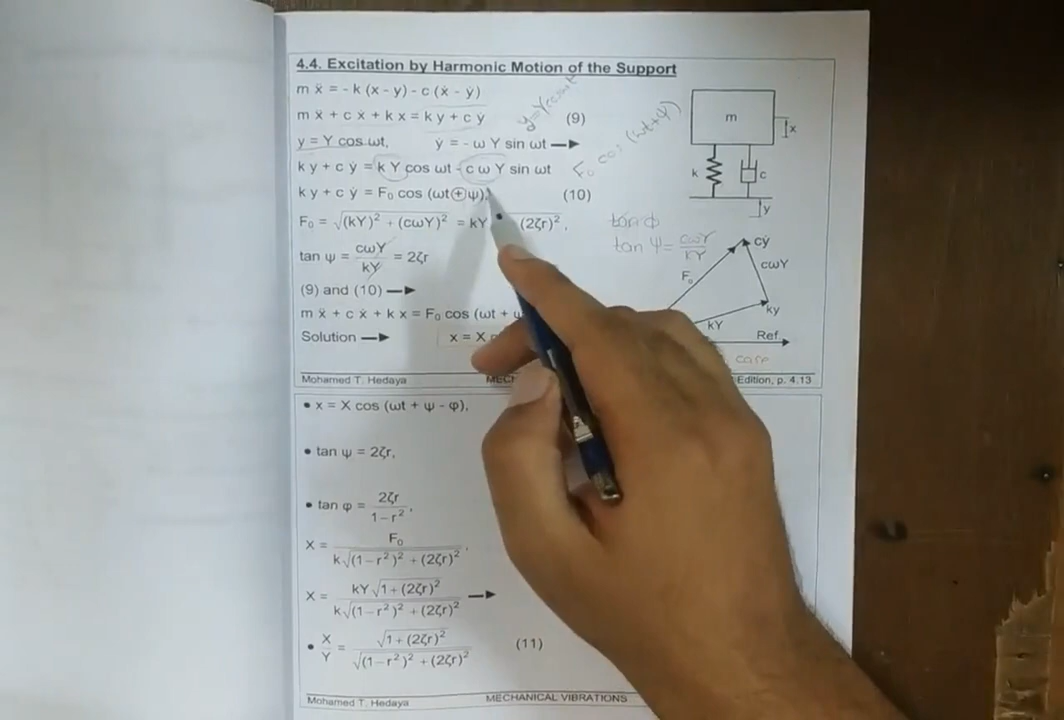 4.4. Excitation by Harmonic Motion of the Support
m ẍ = - k (x - y) - c (ẋ - ẏ)
m ẍ + c ẋ + k x = k y + c ẏ (9)
y = Y cos ωt, ẏ = - ω Y sin ωt
k y + c ẏ = k Y cos ωt - c ω Y sin ωt
k y + c ẏ = F₀ cos (ωt + ψ), (10)
F₀ = √(kY)² + (cωY)² = kY (2ζr)²,
tan ψ = cωY / kY = 2ζr
(9) and (10)
m ẍ + c ẋ + k x = F₀ cos (ωt +
Solution x = X
y = Y cos ωt
F₀ cos (ωt + ψ)
tan ϕ
tan ψ = cωY / kY
m
x
k
c
y
cẏ
cωY
F₀
ky
kY
Ref.
case
Mohamed T. Hedaya Edition, p. 4.13
• x = X cos (ωt + ψ - φ),
• tan ψ = 2ζr,
• tan φ = 2ζr / 1 - r²,
X = F₀ / k√(1 - r²)² + (2ζr)²,
X = kY √1 + (2ζr)² / k√(1 - r²)² + (2ζr)²
• X / Y = √1 + (2ζr)² / √(1 - r²)² + (2ζr)² (11)
Mohamed T. Hedaya MECHANICAL VIBRATIONS